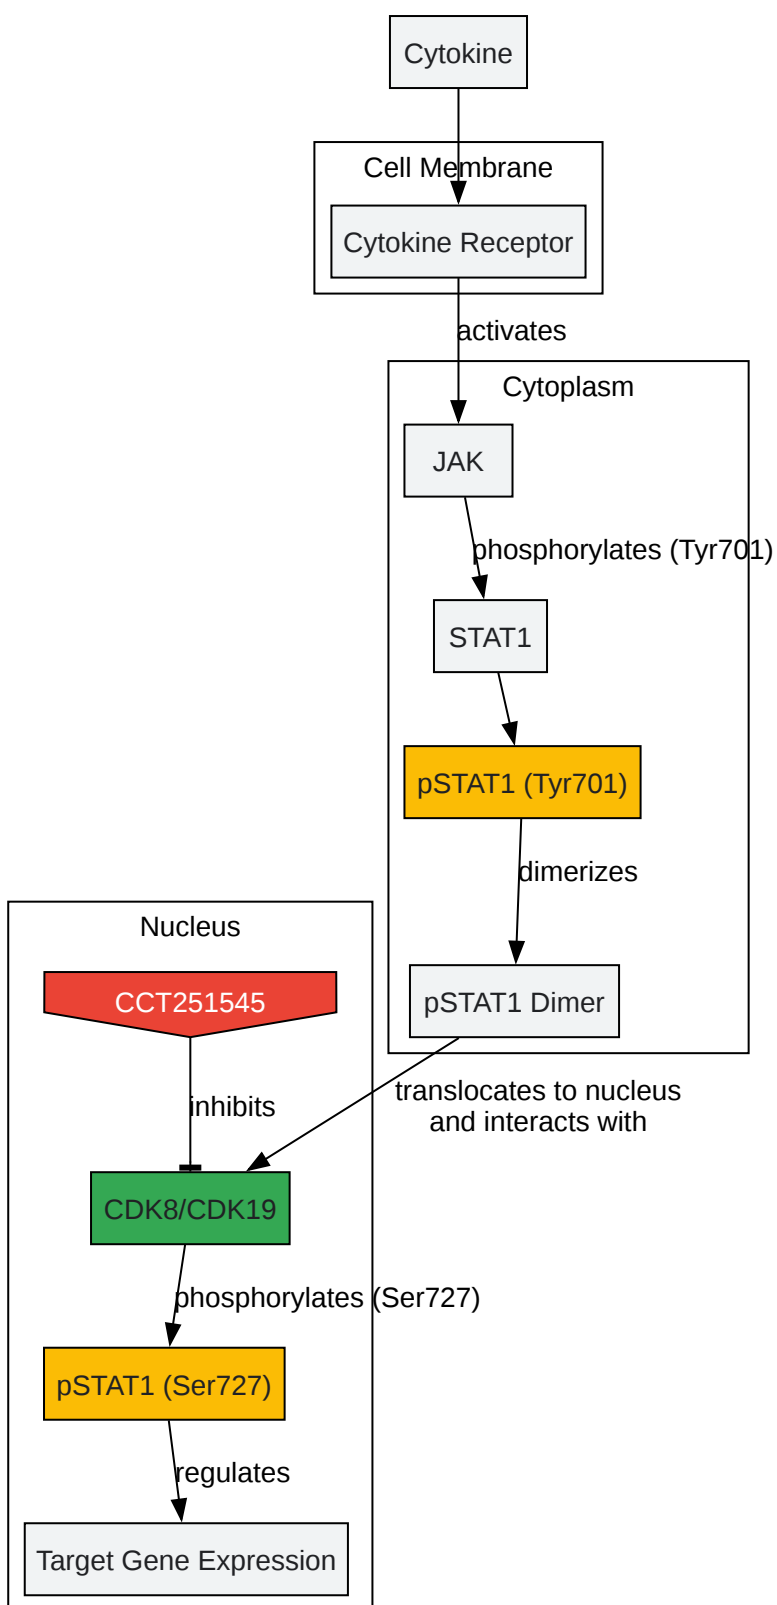 Cytokine
Cell Membrane
Cytokine Receptor
activates
Cytoplasm
JAK
phosphorylates (Tyr701)
STAT1
pSTAT1 (Tyr701)
dimerizes
Nucleus
CCT251545
pSTAT1 Dimer
inhibits
translocates to nucleus
and interacts with
CDK8/CDK19
phosphorylates (Ser727)
pSTAT1 (Ser727)
regulates
Target Gene Expression